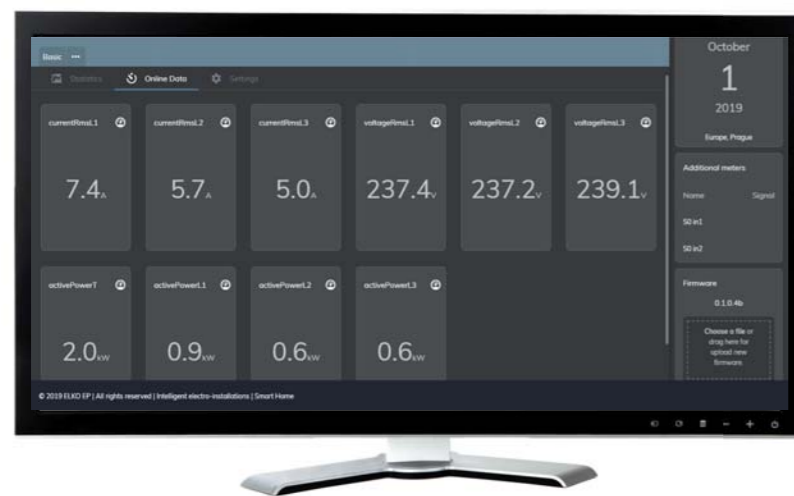 Basic ...
Statistics Online Data Settings
currentRmsL1
7.4A
currentRmsL2
5.7A
currentRmsL3
5.0A
voltageRmsL1
237.4V
voltageRmsL2
237.2V
voltageRmsL3
239.1V
activePowerT
2.0kW
activePowerL1
0.9kW
activePowerL2
0.6kW
activePowerL3
0.6kW
October
1
2019
Europe, Prague
Additional meters
Name Signal
S0 in1
S0 in2
Firmware
0.1.0.4b
Choose a file or
drag here for
upload new
firmware.
© 2019 ELKO EP | All rights reserved | Intelligent electro-installations | Smart Home